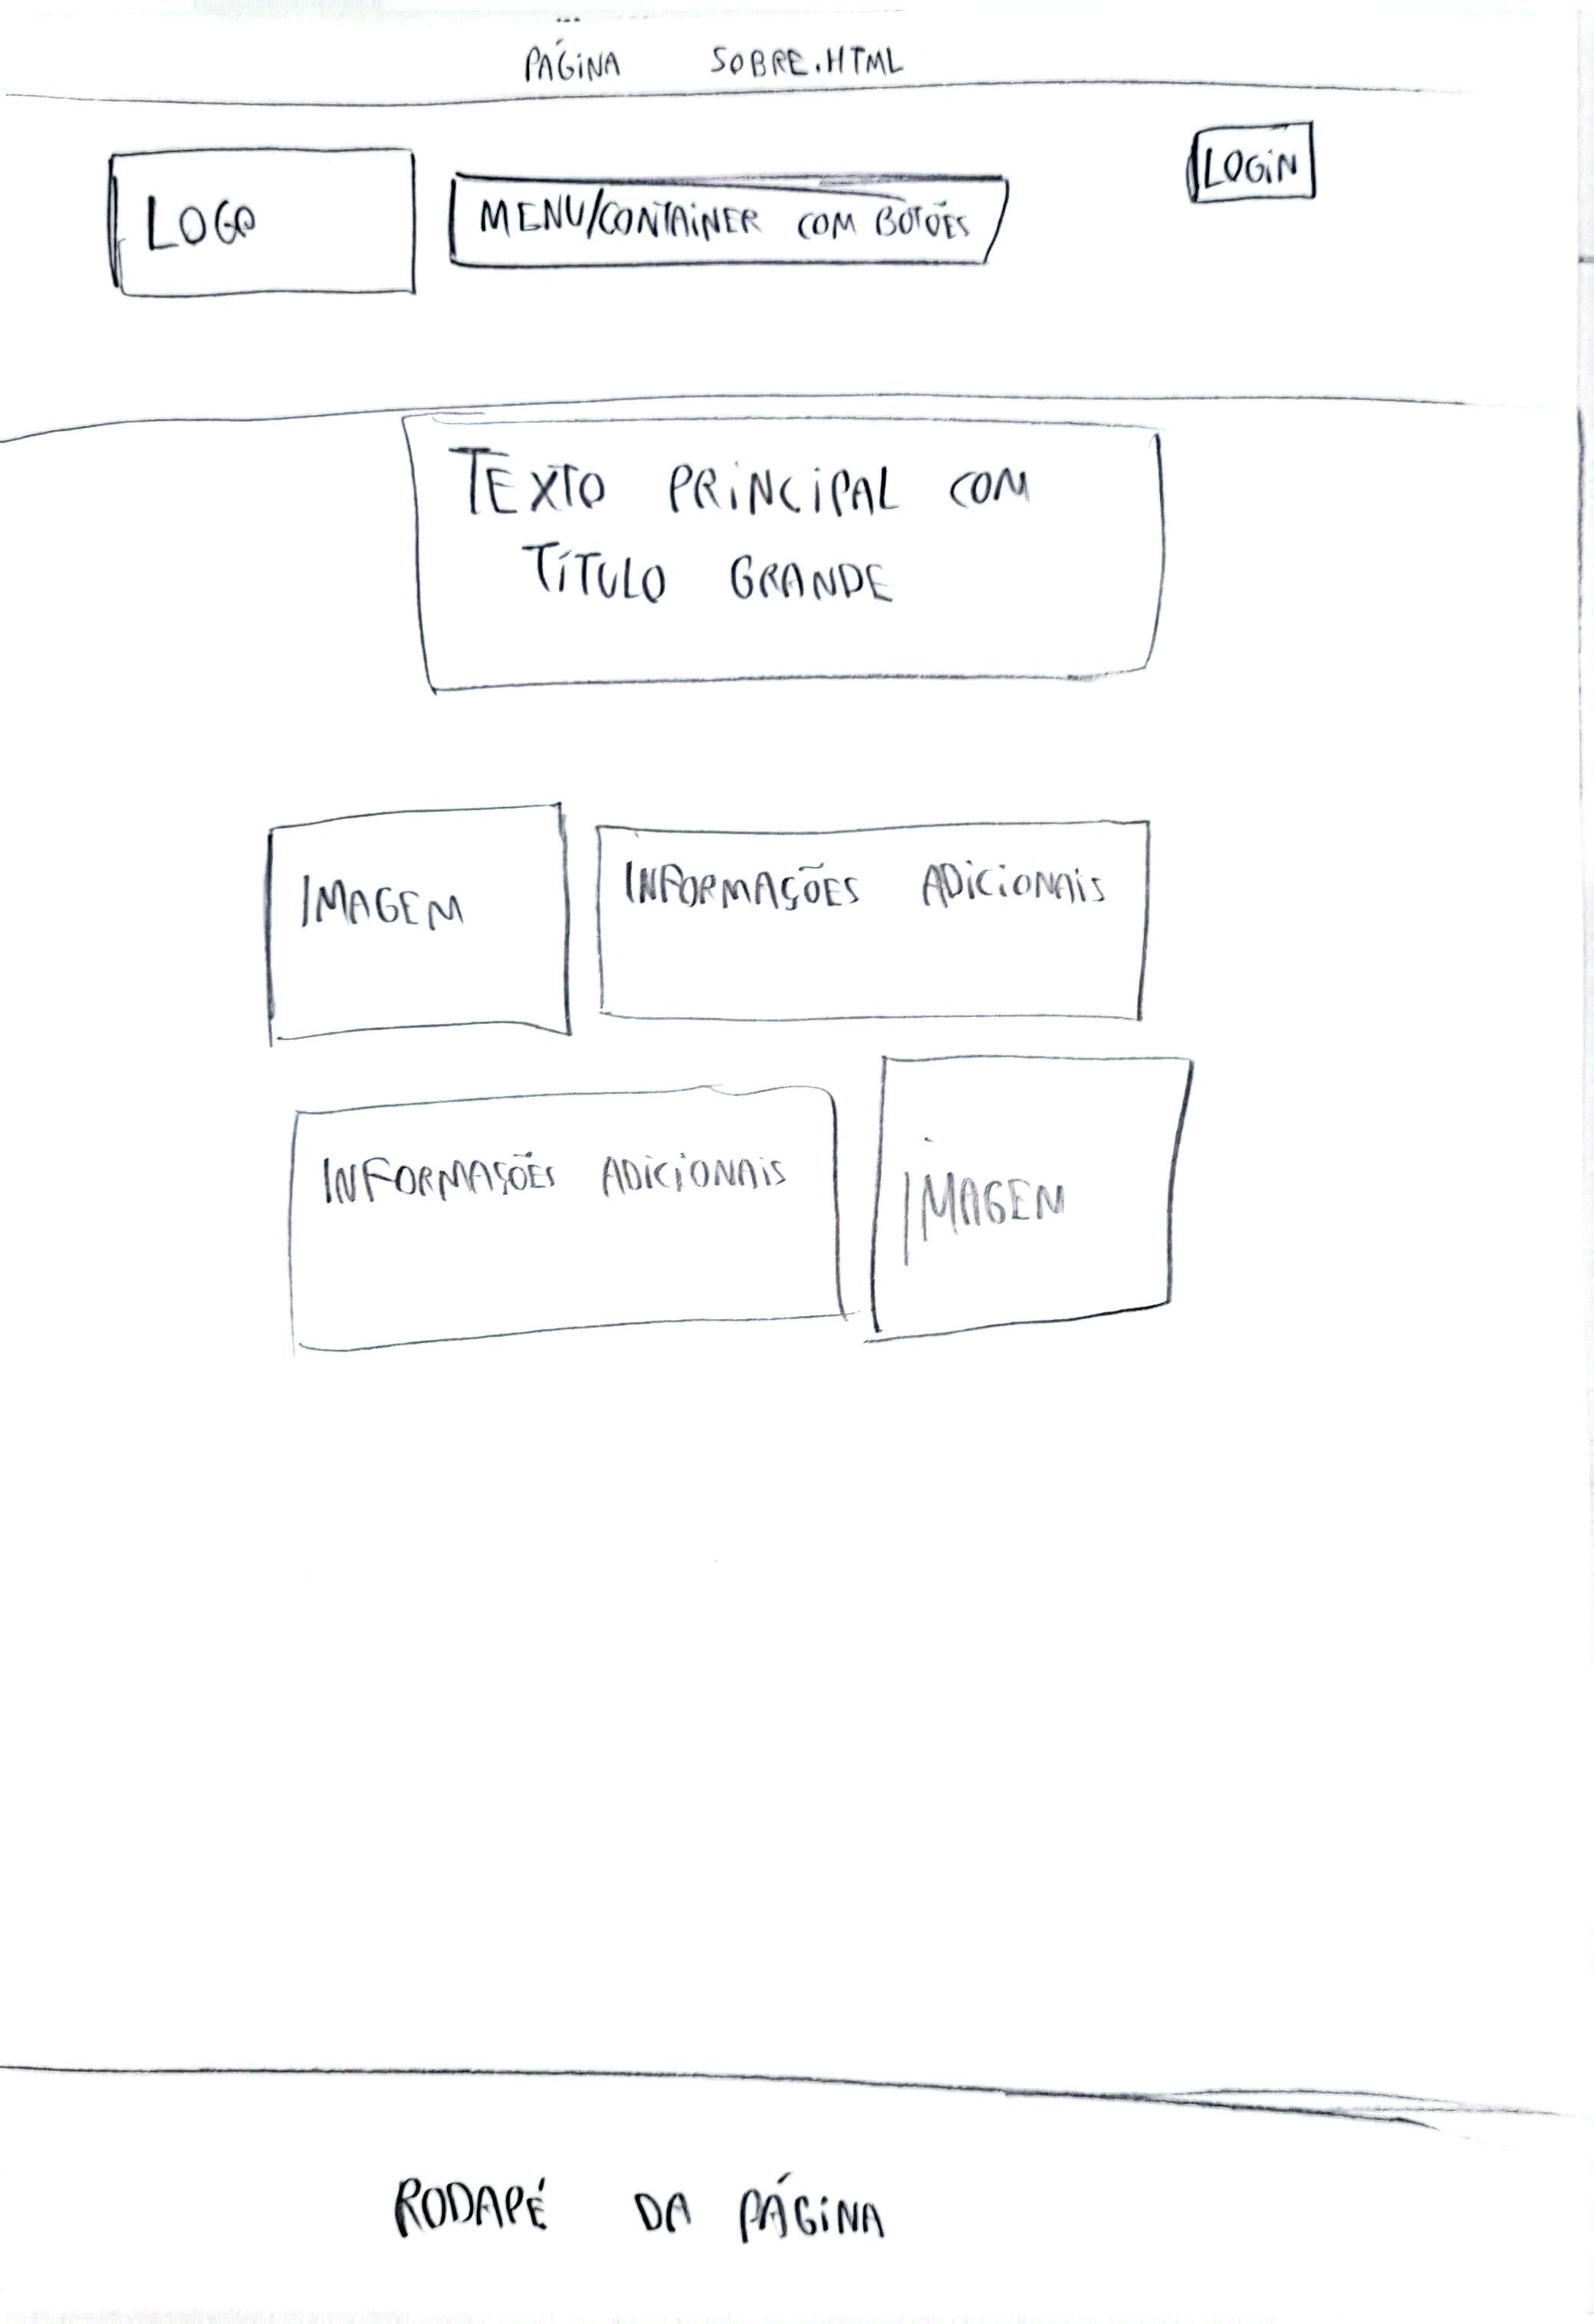 PÁGINA SOBRE.HTML
LOGO
MENU/CONTAINER COM BOTÕES
LOGIN
TEXTO PRINCIPAL COM
TÍTULO GRANDE
IMAGEM
INFORMAÇÕES ADICIONAIS
INFORMAÇÕES ADICIONAIS
IMAGEM
RODAPÉ DA PÁGINA